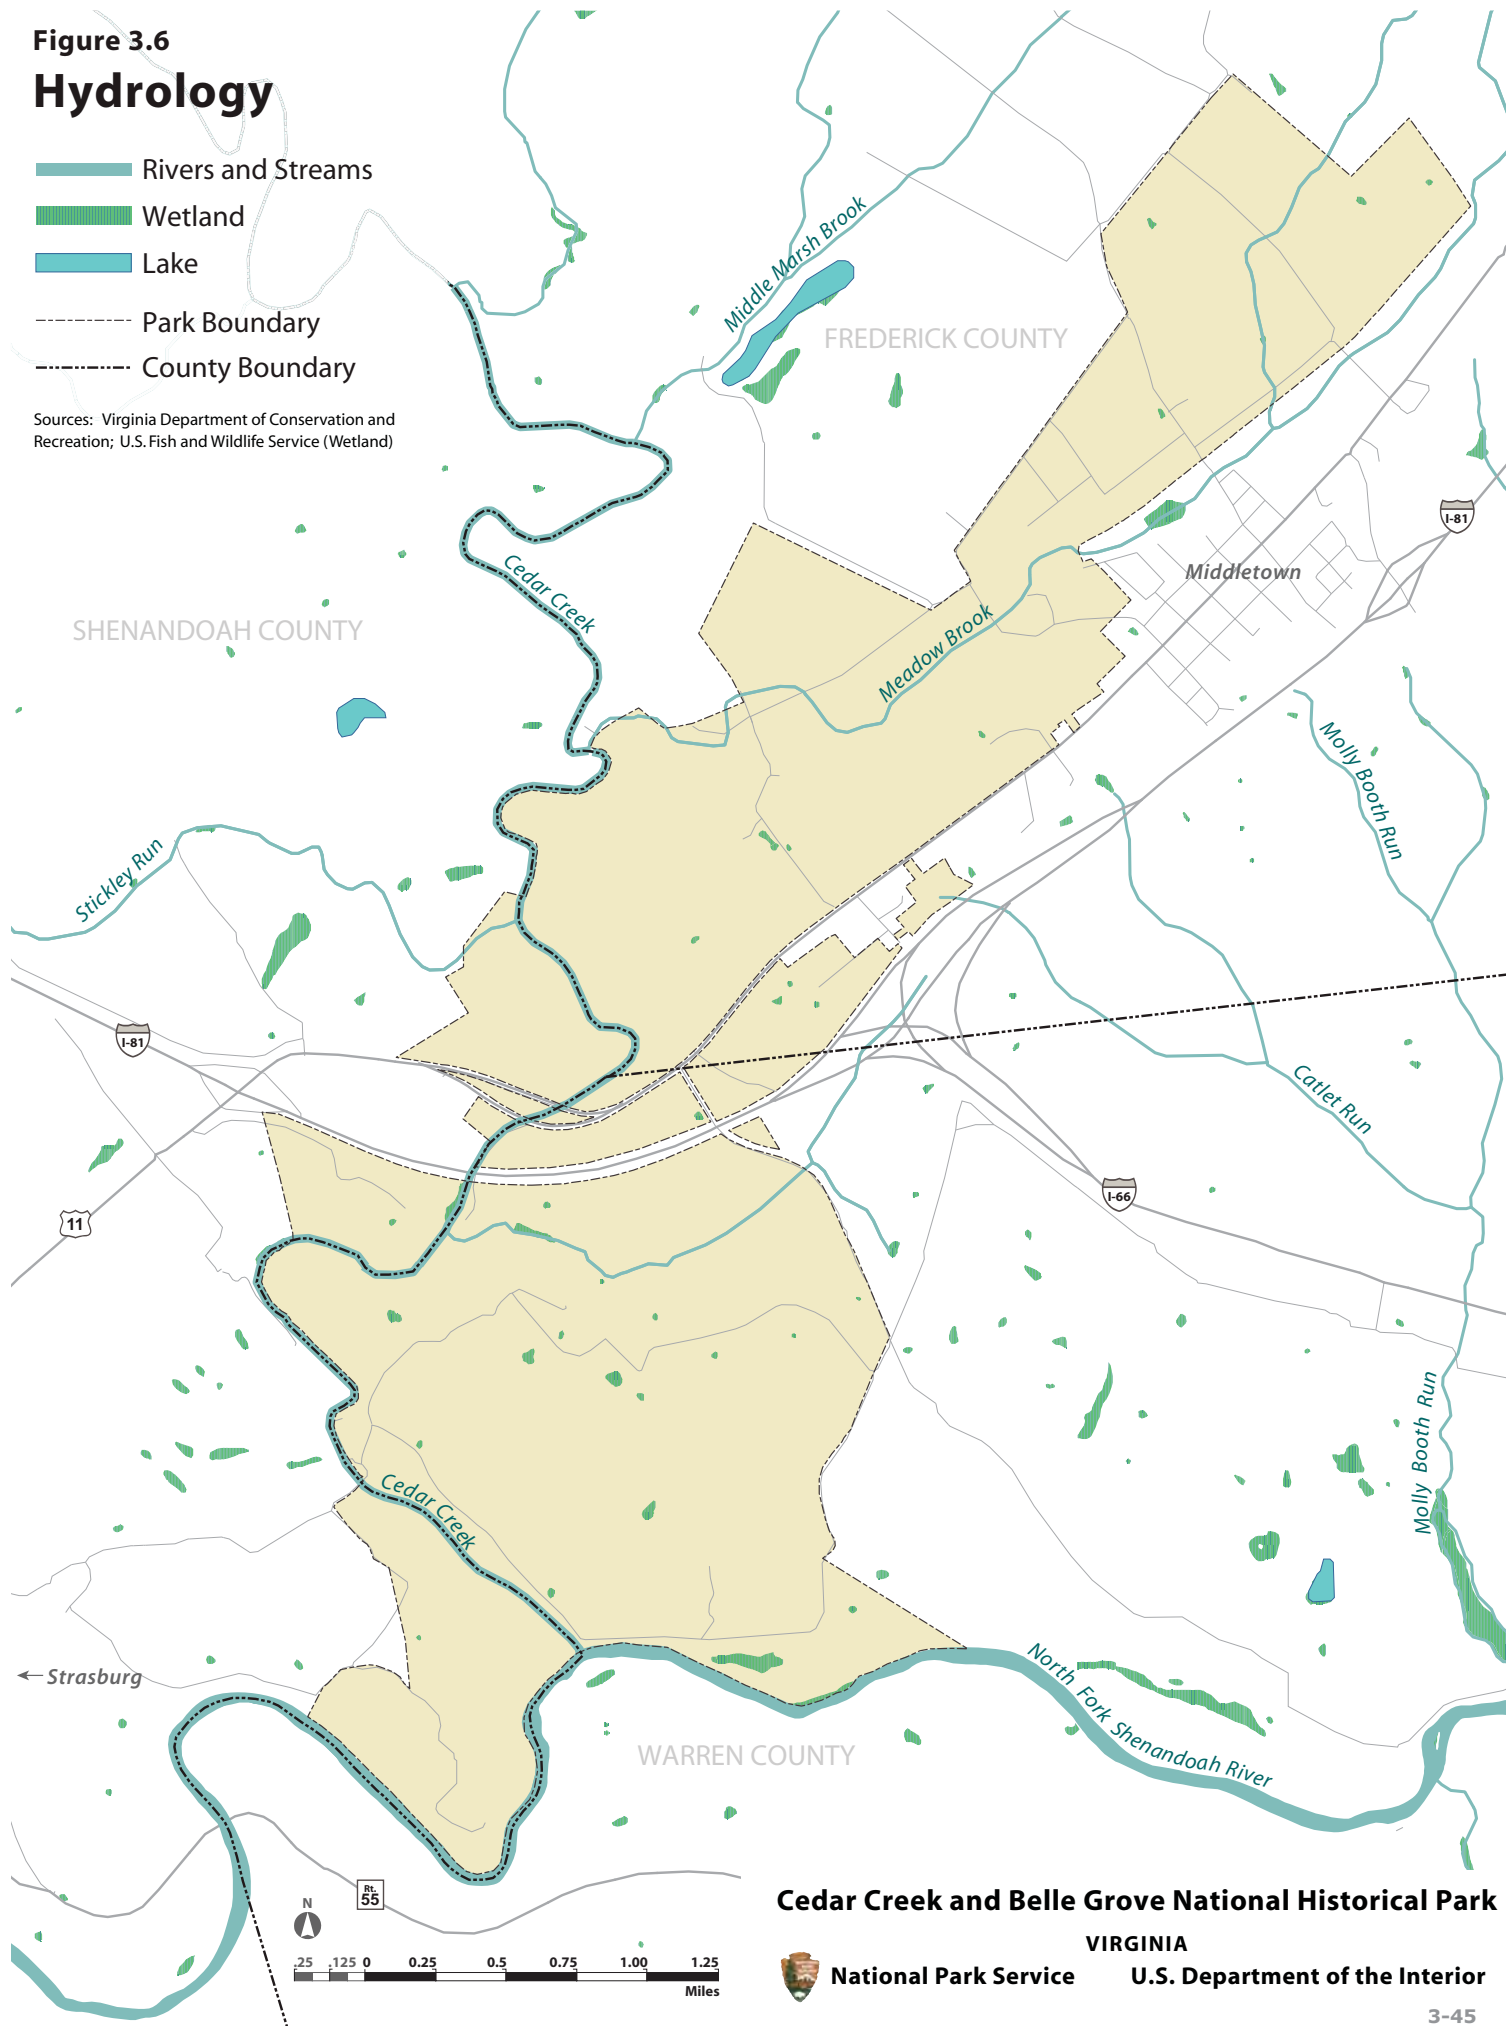 Figure 3.6
Hydrology
Rivers and Streams
Wetland
Lake
Park Boundary
County Boundary
Sources: Virginia Department of Conservation and
Recreation; U.S. Fish and Wildlife Service (Wetland)
Middle Marsh Brook
FREDERICK COUNTY
I-81
Cedar Creek
Middletown
SHENANDOAH COUNTY
Meadow Brook
Molly Booth Run
Stickley Run
I-81
Catlet Run
I-66
11
Molly Booth Run
Cedar Creek
Strasburg
North Fork Shenandoah River
WARREN COUNTY
Rt.
55
N
.25 .125 0 0.25 0.5 0.75 1.00 1.25
Miles
Cedar Creek and Belle Grove National Historical Park
VIRGINIA
National Park Service U.S. Department of the Interior
3-45